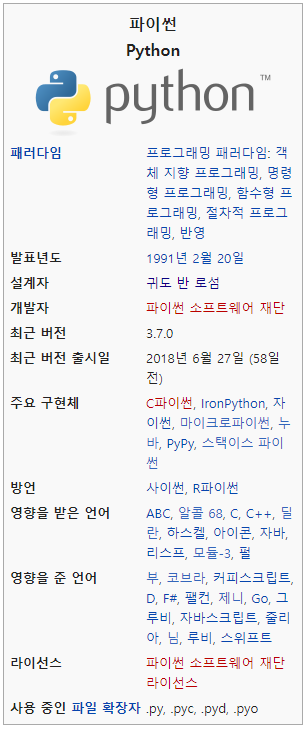 파이썬
Python
python™
패러다임 프로그래밍 패러다임: 객
체 지향 프로그래밍, 명령
형 프로그래밍, 함수형 프
로그래밍, 절차적 프로그
래밍, 반영
발표년도 1991년 2월 20일
설계자 귀도 반 로섬
개발자 파이썬 소프트웨어 재단
최근 버전 3.7.0
최근 버전 출시일 2018년 6월 27일 (58일
전)
주요 구현체 C파이썬, IronPython, 자
이썬, 마이크로파이썬, 누
바, PyPy, 스택이스 파이
썬
방언 사이썬, R파이썬
영향을 받은 언어 ABC, 알골 68, C, C++, 딜
란, 하스켈, 아이콘, 자바,
리스프, 모듈-3, 펄
영향을 준 언어 부, 코브라, 커피스크립트,
D, F#, 팰컨, 제니, Go, 그
루비, 자바스크립트, 줄리
아, 님, 루비, 스위프트
라이선스 파이썬 소프트웨어 재단
라이선스
사용 중인 파일 확장자 .py, .pyc, .pyd, .pyo